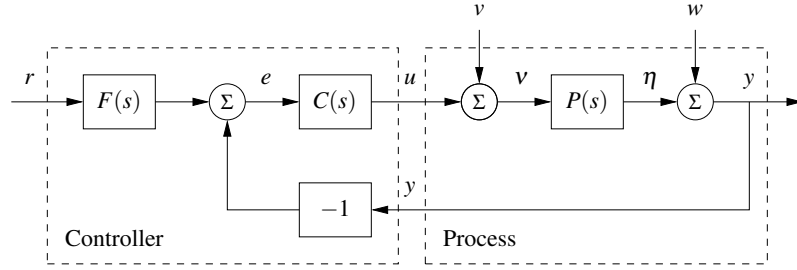 v w
r F(s) Σ e C(s) u Σ ν P(s) η Σ y
−1 y
Controller Process